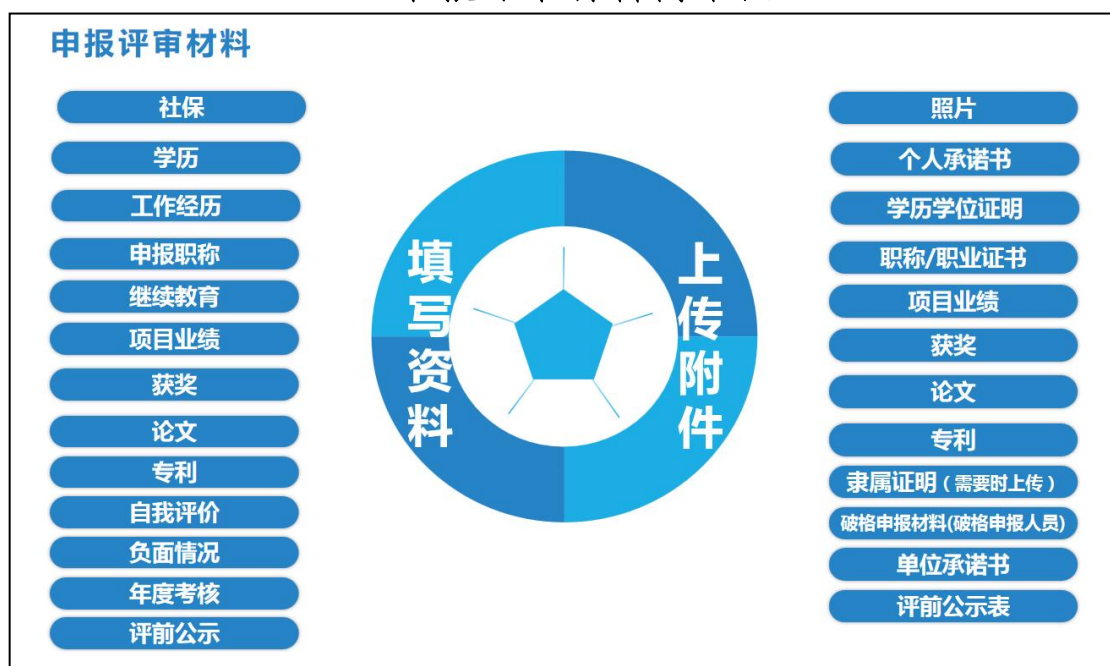 申报评审材料
社保
学历
工作经历
申报职称
继续教育
项目业绩
获奖
论文
专利
自我评价
负面情况
年度考核
评前公示
填写资料
上传附件
照片
个人承诺书
学历学位证明
职称/职业证书
项目业绩
获奖
论文
专利
隶属证明（需要时上传）
破格申报材料(破格申报人员)
单位承诺书
评前公示表